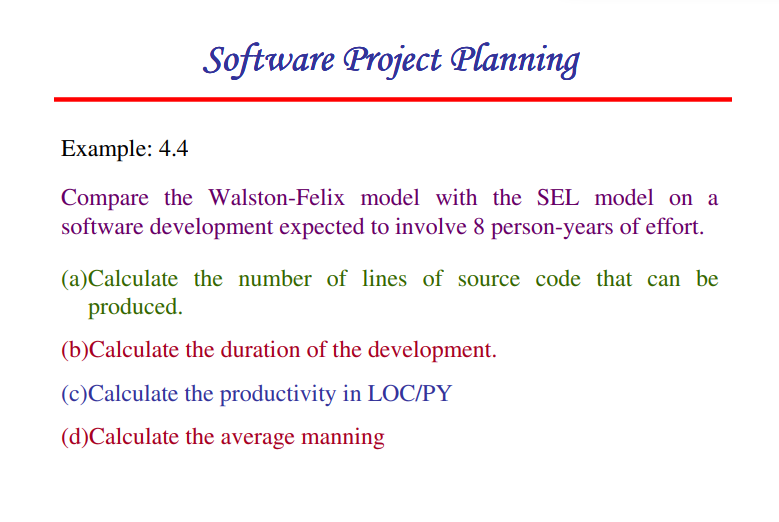 Software Project Planning
Example: 4.4
Compare the Walston-Felix model with the SEL model on a
software development expected to involve 8 person-years of effort.
(a)Calculate the number of lines of source code that can be
produced.
(b)Calculate the duration of the development.
(c)Calculate the productivity in LOC/PY
(d)Calculate the average manning